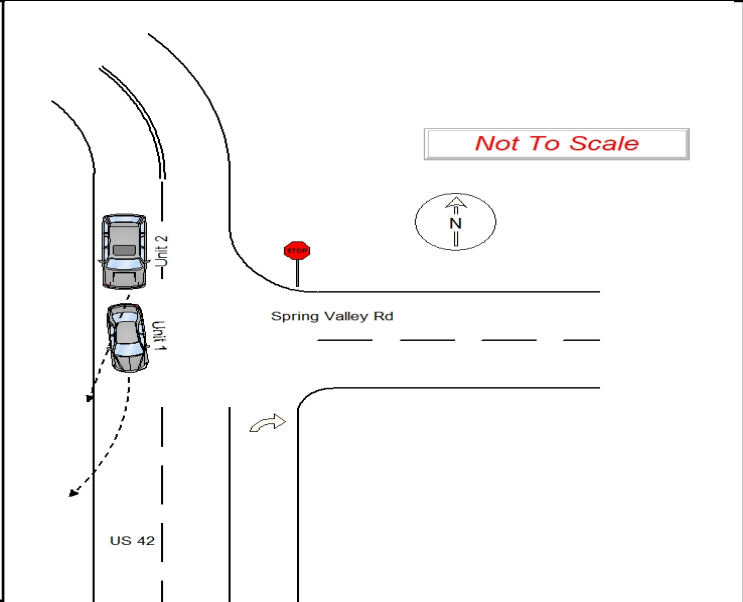 Not To Scale
N
Unit 2
STOP
Spring Valley Rd
Unit 1
US 42